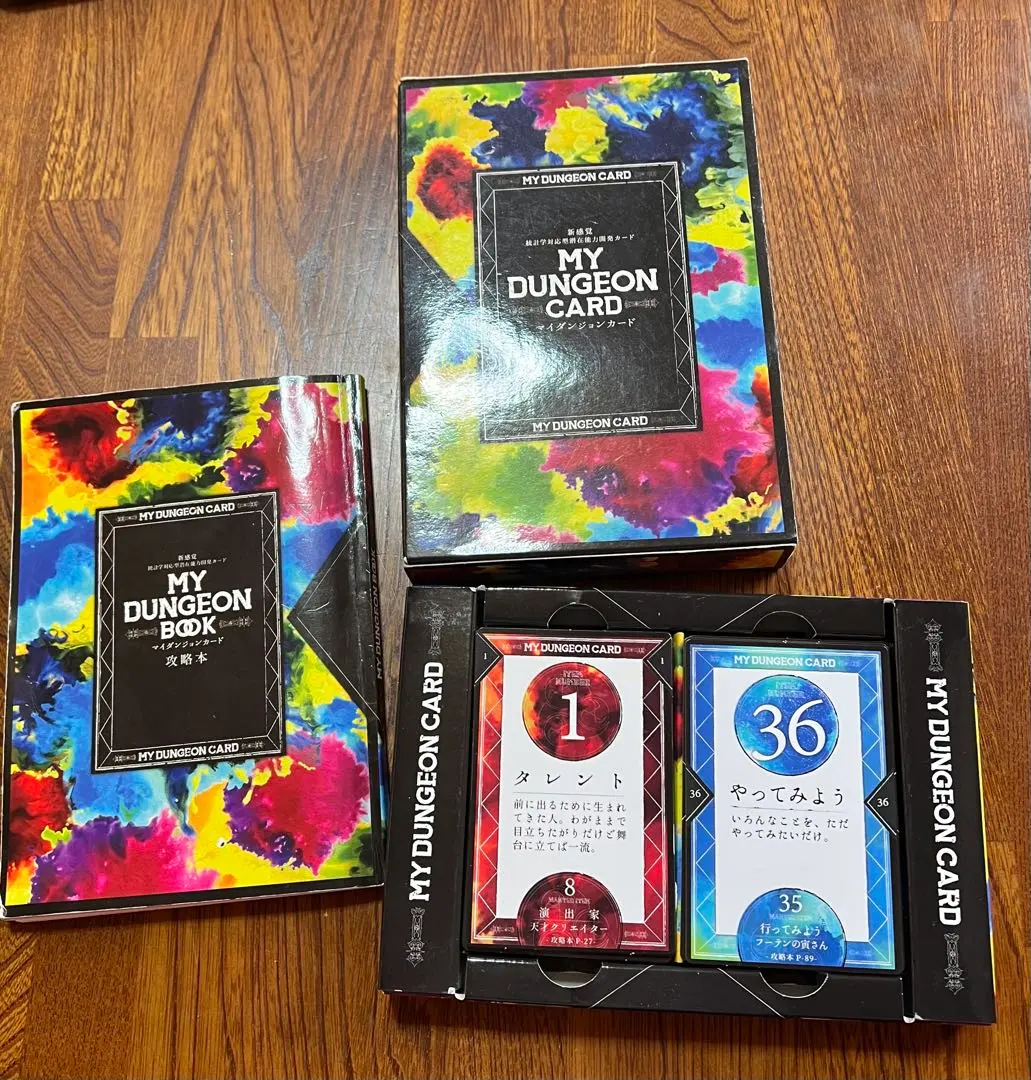 MY DUNGEON CARD
新感覚
統計学対応型潜在能力開発カード
MY
DUNGEON
CARD
マイダンジョンカード
MY DUNGEON CARD
MY DUNGEON CARD
新感覚
統計学対応型潜在能力開発カード
MY
DUNGEON
BOOK
マイダンジョンカード
攻略本
MY DUNGEON CARD
MY DUNGEON BOOK
MY DUNGEON CARD
MY DUNGEON CARD
1
1
ITEM
NUMBER
1
タレント
前に出るために生まれ
てきた人。わがままで
目立ちたがりだけど舞
台に立てば一流。
8
MASTER ITEM
演出家
天才クリエイター
-攻略本 P-27-
MY DUNGEON CARD
ITEM
NUMBER
36
やってみよう
36
36
いろんなことを、ただ
やってみたいだけ。
35
MASTER ITEM
行ってみよう
フーテンの寅さん
-攻略本 P-89-
MY DUNGEON CARD